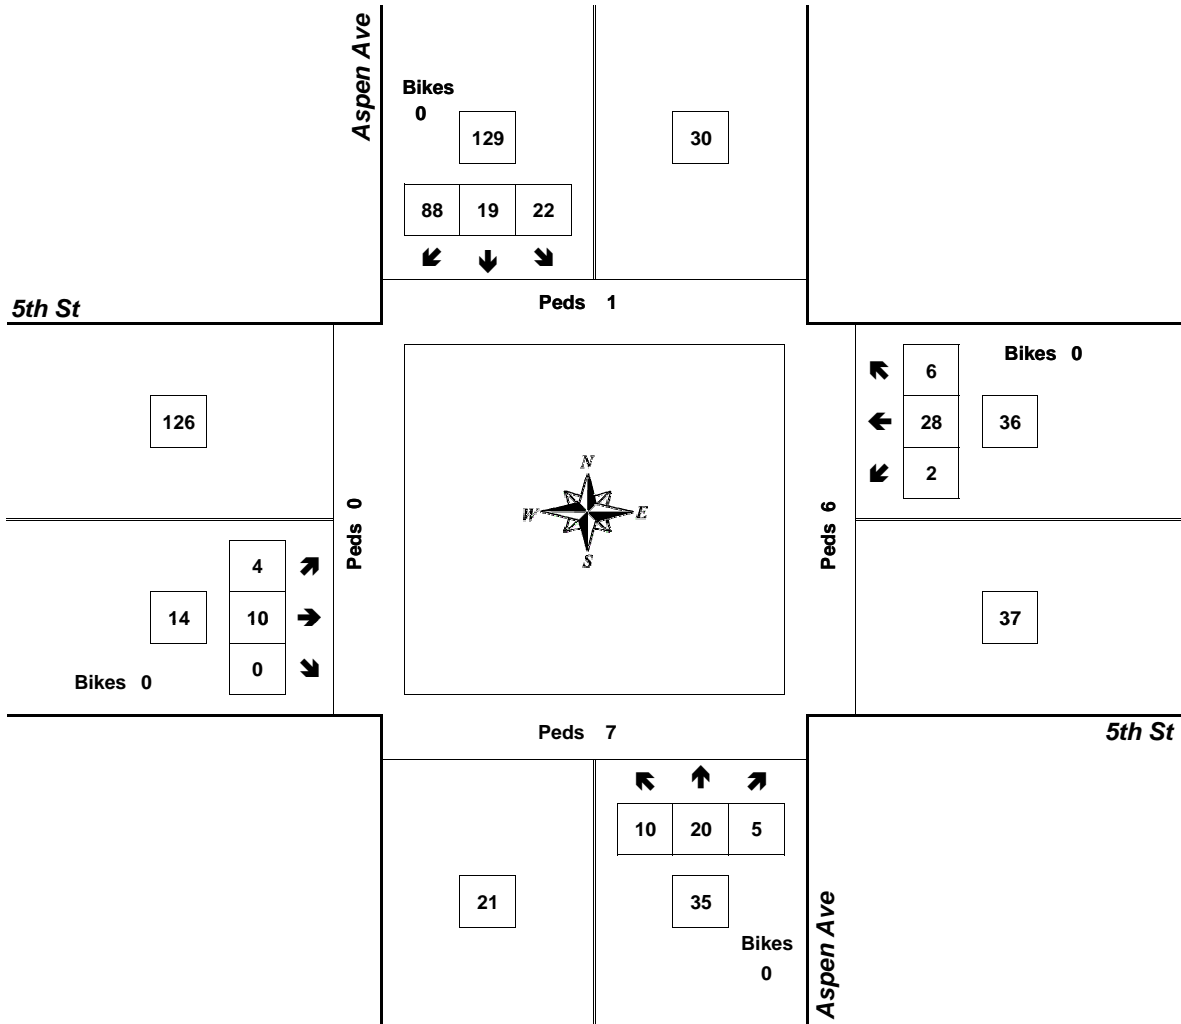 Aspen Ave
Bikes
0
129
30
88 19 22
Peds 1
5th St
6
Bikes 0
126
28
36
2
N
W E
S
Peds 0
Peds 6
4
14
10
37
0
Bikes 0
Peds 7
5th St
10 20 5
21
35
Bikes
0
Aspen Ave